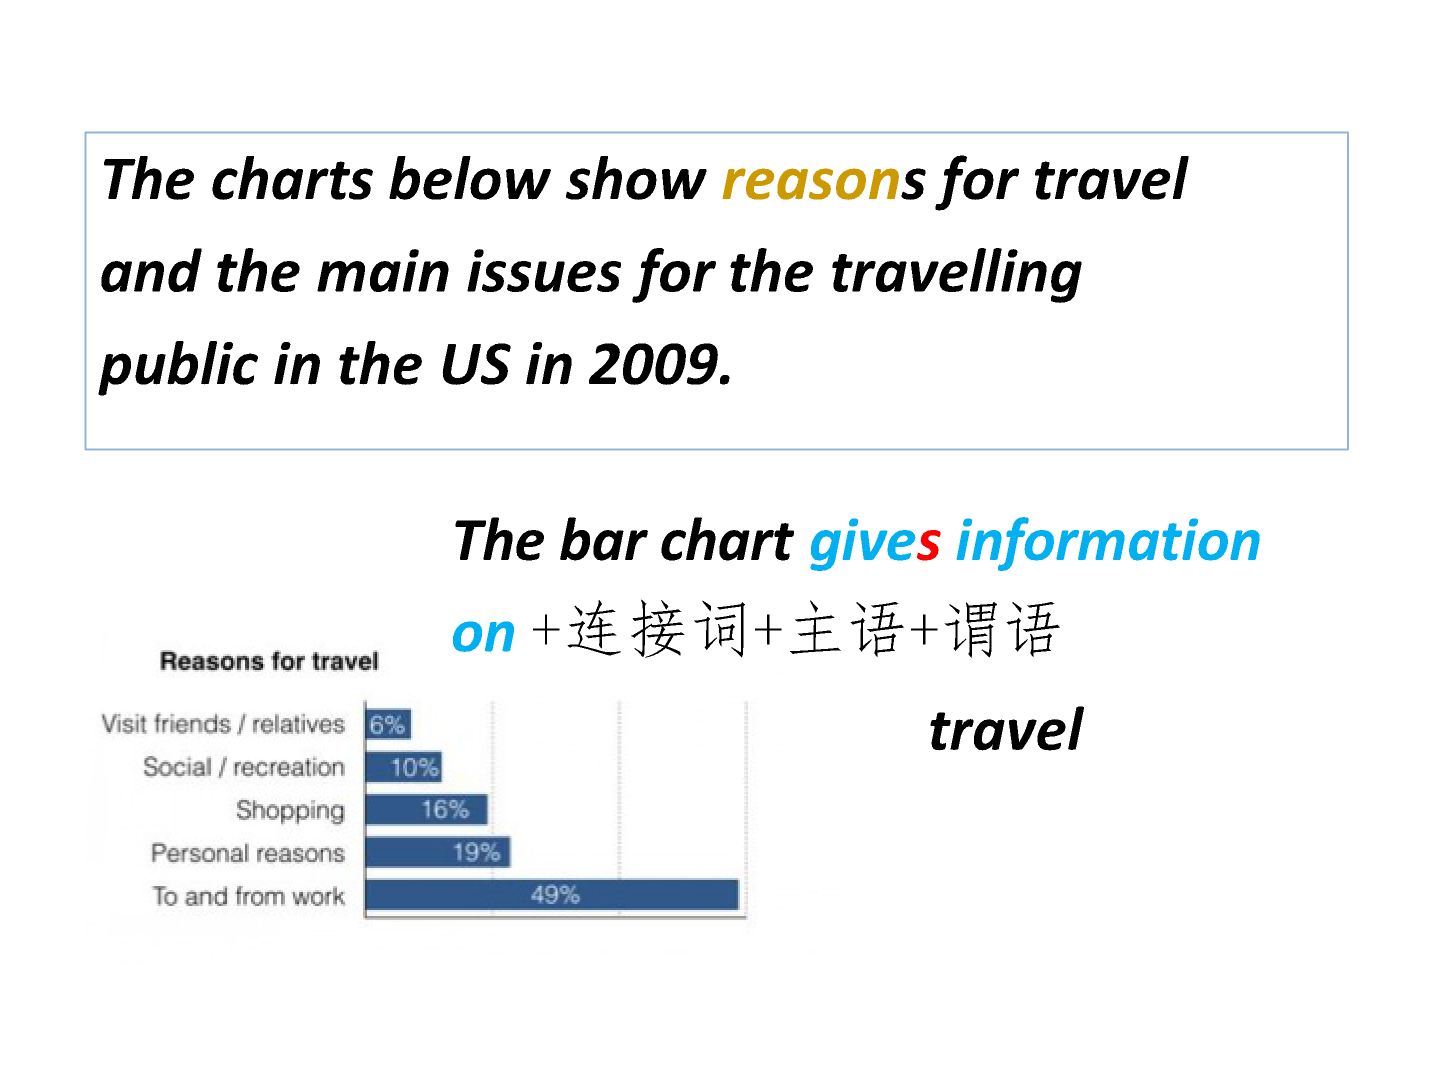 The charts below show reasons for travel
and the main issues for the travelling
public in the US in 2009.
The bar chart gives information
on +连接词+主语+谓语
travel
Reasons for travel
Visit friends / relatives 6%
Social / recreation 10%
Shopping 16%
Personal reasons 19%
To and from work 49%